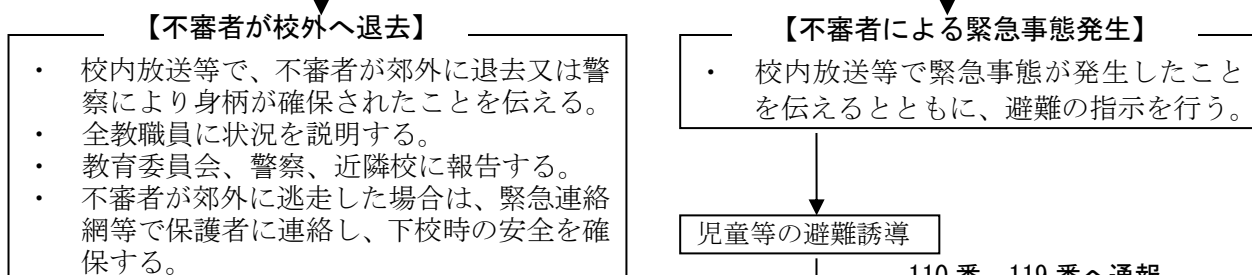 【不審者が校外へ退去】
・ 校内放送等で、不審者が郊外に退去又は警
察により身柄が確保されたことを伝える。
・ 全教職員に状況を説明する。
・ 教育委員会、警察、近隣校に報告する。
・ 不審者が郊外に逃走した場合は、緊急連絡
網等で保護者に連絡し、下校時の安全を確
保する。
【不審者による緊急事態発生】
・ 校内放送等で緊急事態が発生したこと
を伝えるとともに、避難の指示を行う。
児童等の避難誘導
110番、119番へ通報